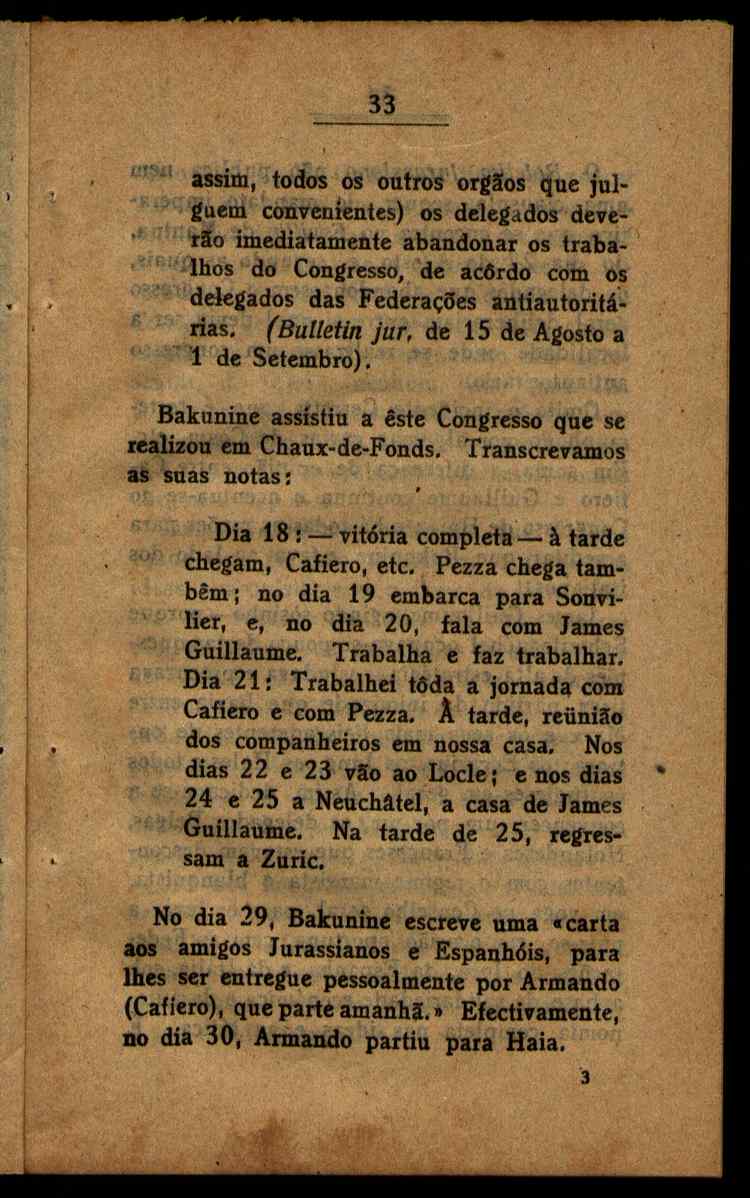 33
assim, todos os outros orgãos que jul-
guem convenientes) os delegados deve-
rão imediatamente abandonar os traba-
lhos do Congresso, de acôrdo com os
delegados das Federações antiautoritá-
rias. (Bulletin jur, de 15 de Agosto a
1 de Setembro).
Bakunine assistiu a êste Congresso que se
realizou em Chaux-de-Fonds. Transcrevamos
as suas notas:
Dia 18: — vitória completa — à tarde
chegam, Cafiero, etc. Pezza chega tam-
bêm; no dia 19 embarca para Sonvi-
lier, e, no dia 20, fala com James
Guillaume. Trabalha e faz trabalhar.
Dia 21: Trabalhei tôda a jornada com
Cafiero e com Pezza. À tarde, reünião
dos companheiros em nossa casa. Nos
dias 22 e 23 vão ao Locle; e nos dias
24 e 25 a Neuchâtel, a casa de James
Guillaume. Na tarde de 25, regres-
sam a Zuric.
No dia 29, Bakunine escreve uma «carta
aos amigos Jurassianos e Espanhóis, para
lhes ser entregue pessoalmente por Armando
(Cafiero), que parte amanhã.» Efectivamente,
no dia 30, Armando partiu para Haia.
3